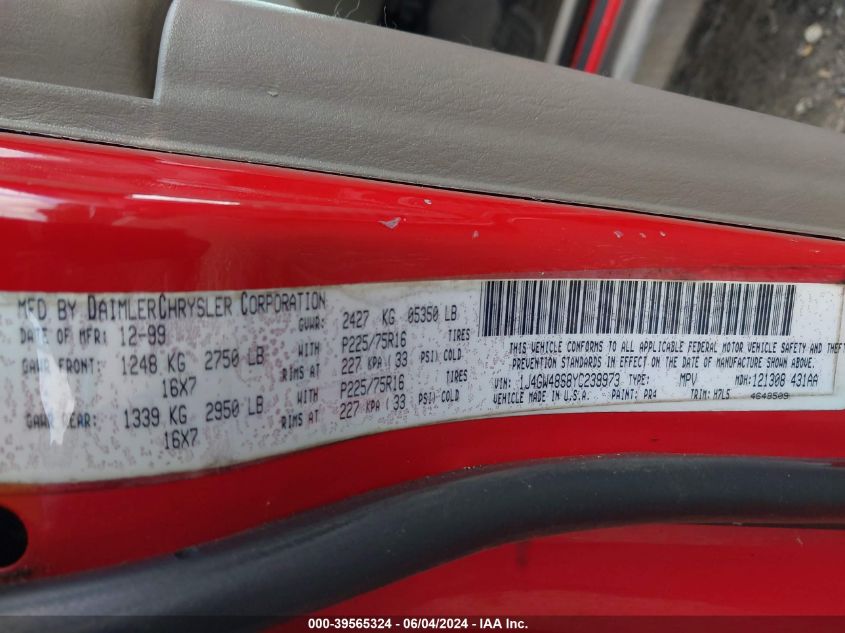 MFD BY DAIMLERCHRYSLER CORPORATION
DATE OF MFR: 12-99 GVWR: 2427 KG 05350 LB
GAWR FRONT: 1248 KG 2750 LB WITH P225/75R16 TIRES
16X7 RIMS AT 227 KPA (33 PSI) COLD
GAWR REAR: 1339 KG 2950 LB WITH P225/75R16 TIRES
16X7 RIMS AT 227 KPA (33 PSI) COLD
THIS VEHICLE CONFORMS TO ALL APPLICABLE FEDERAL MOTOR VEHICLE SAFETY AND THEFT
PREVENTION STANDARDS IN EFFECT ON THE DATE OF MANUFACTURE SHOWN ABOVE.
VIN: 1J4GW48S8YC239973 TYPE: MPV MDH: 121308 431AA
VEHICLE MADE IN U.S.A. PAINT: PR4 TRIM: H7LS 4649509
000-39565324 - 06/04/2024 - IAA Inc.